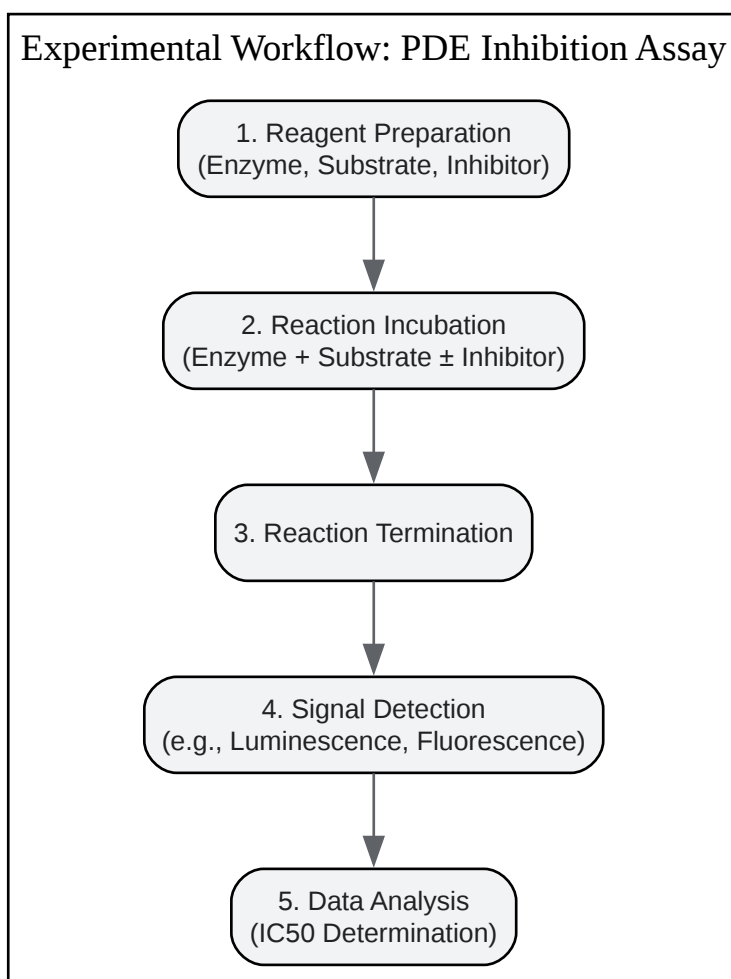 Experimental Workflow: PDE Inhibition Assay
1. Reagent Preparation
(Enzyme, Substrate, Inhibitor)
2. Reaction Incubation
(Enzyme + Substrate ± Inhibitor)
3. Reaction Termination
4. Signal Detection
(e.g., Luminescence, Fluorescence)
5. Data Analysis
(IC50 Determination)